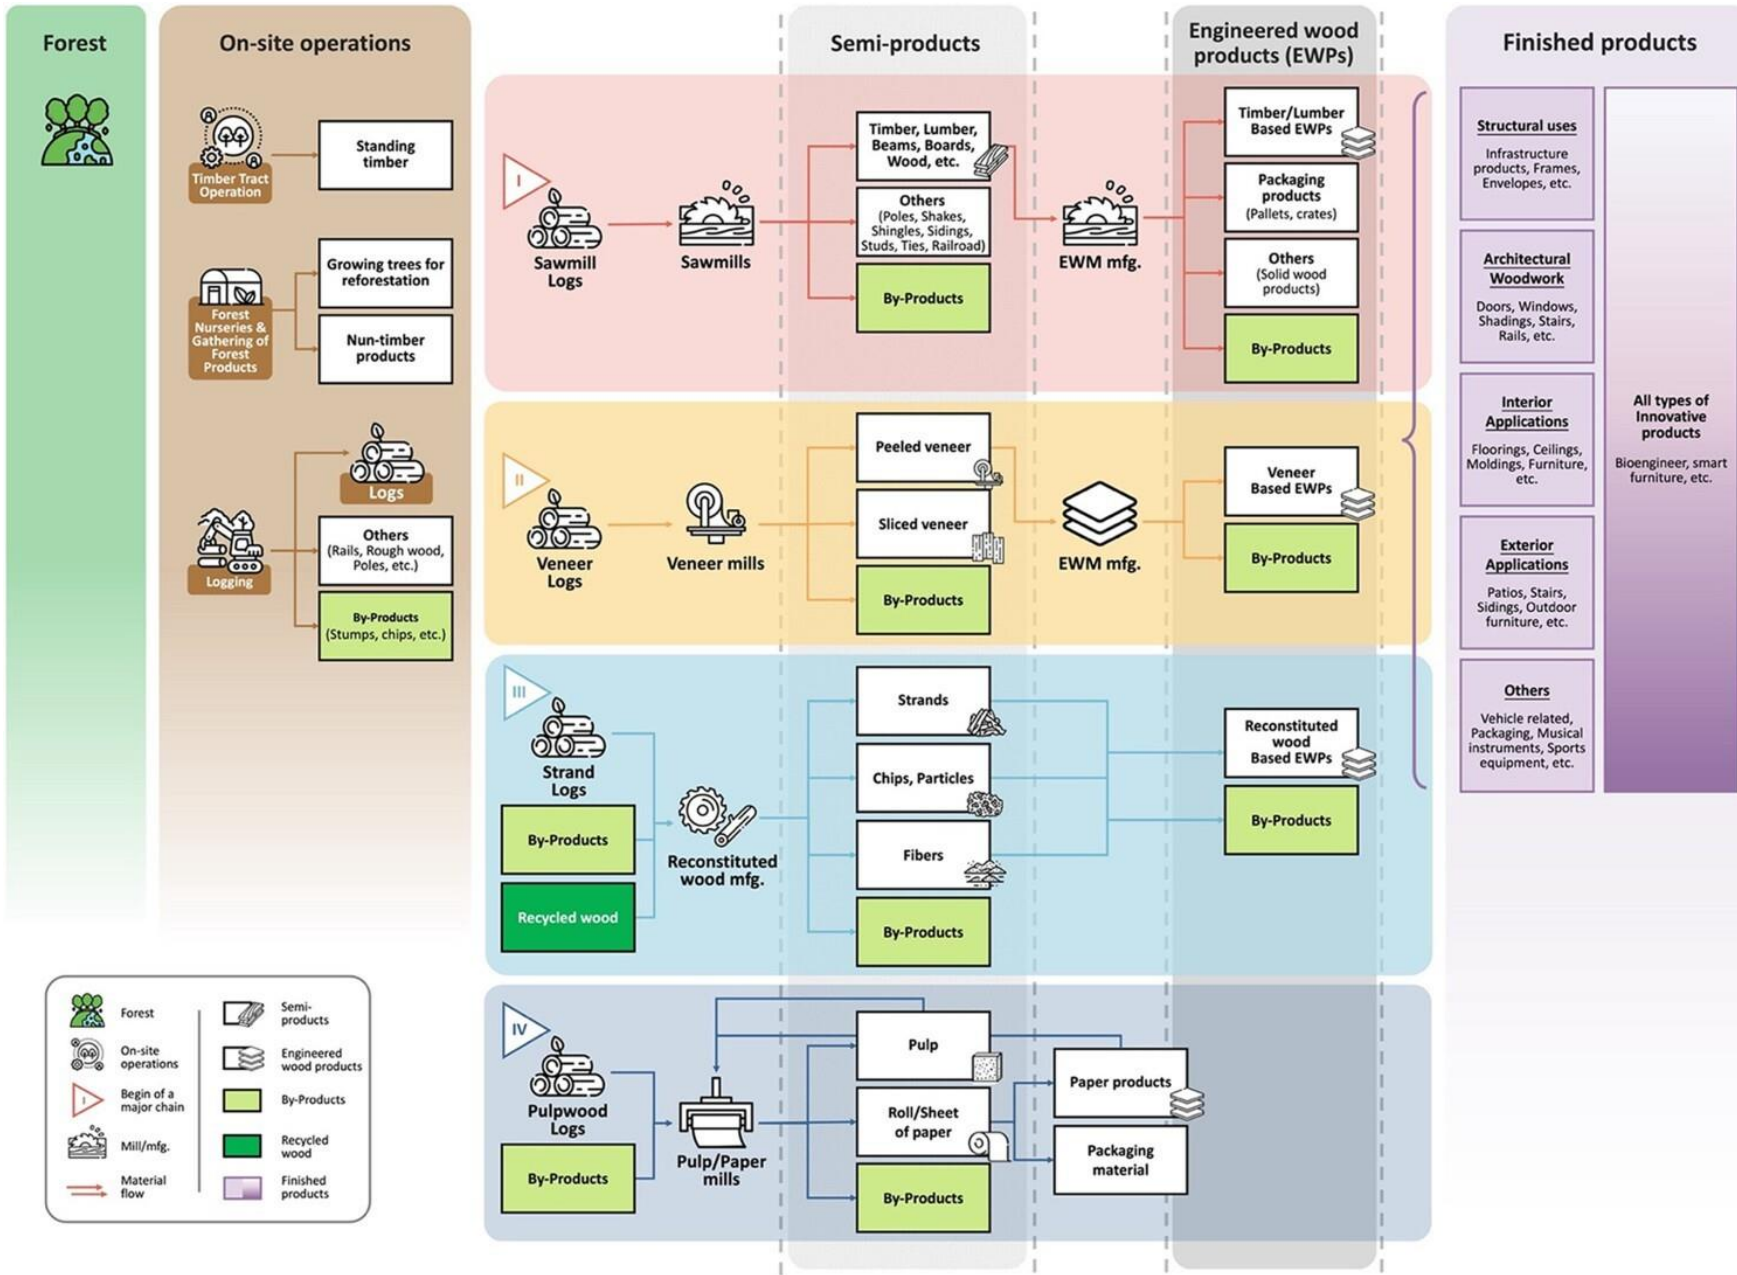 Forest
On-site operations
Semi-products
Engineered wood
products (EWPs)
Finished products
Timber Tract
Operation
Standing
timber
Forest
Nurseries &
Gathering of
Forest
Products
Growing trees for
reforestation
Nun-timber
products
Logging
Logs
Others
(Rails, Rough wood,
Poles, etc.)
By-Products
(Stumps, chips, etc.)
I
Sawmill
Logs
Sawmills
Timber, Lumber,
Beams, Boards,
Wood, etc.
Others
(Poles, Shakes,
Shingles, Sidings,
Studs, Ties, Railroad)
By-Products
EWM mfg.
Timber/Lumber
Based EWPs
Packaging
products
(Pallets, crates)
Others
(Solid wood
products)
By-Products
II
Veneer
Logs
Veneer mills
Peeled veneer
Sliced veneer
By-Products
EWM mfg.
Veneer
Based EWPs
By-Products
III
Strand
Logs
By-Products
Recycled wood
Reconstituted
wood mfg.
Strands
Chips, Particles
Fibers
By-Products
Reconstituted
wood
Based EWPs
By-Products
IV
Pulpwood
Logs
By-Products
Pulp/Paper
mills
Pulp
Roll/Sheet
of paper
By-Products
Paper products
Packaging
material
Structural uses
Infrastructure
products, Frames,
Envelopes, etc.
Architectural
Woodwork
Doors, Windows,
Shadings, Stairs,
Rails, etc.
Interior
Applications
Floorings, Ceilings,
Moldings, Furniture,
etc.
Exterior
Applications
Patios, Stairs,
Sidings, Outdoor
furniture, etc.
Others
Vehicle related,
Packaging, Musical
instruments, Sports
equipment, etc.
All types of
Innovative
products
Bioengineer, smart
furniture, etc.
Forest
On-site
operations
I
Begin of a
major chain
Mill/mfg.
Material
flow
Semi-
products
Engineered
wood products
By-Products
Recycled
wood
Finished
products